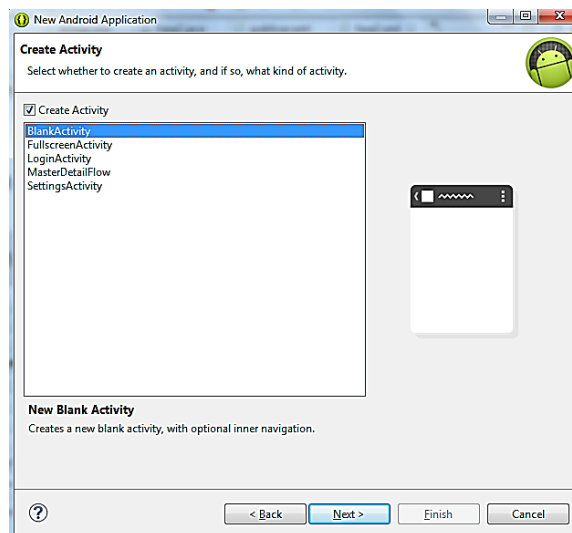 New Android Application
Create Activity
Select whether to create an activity, and if so, what kind of activity.
Create Activity
BlankActivity
FullscreenActivity
LoginActivity
MasterDetailFlow
SettingsActivity
New Blank Activity
Creates a new blank activity, with optional inner navigation.
?
< Back
Next >
Finish
Cancel